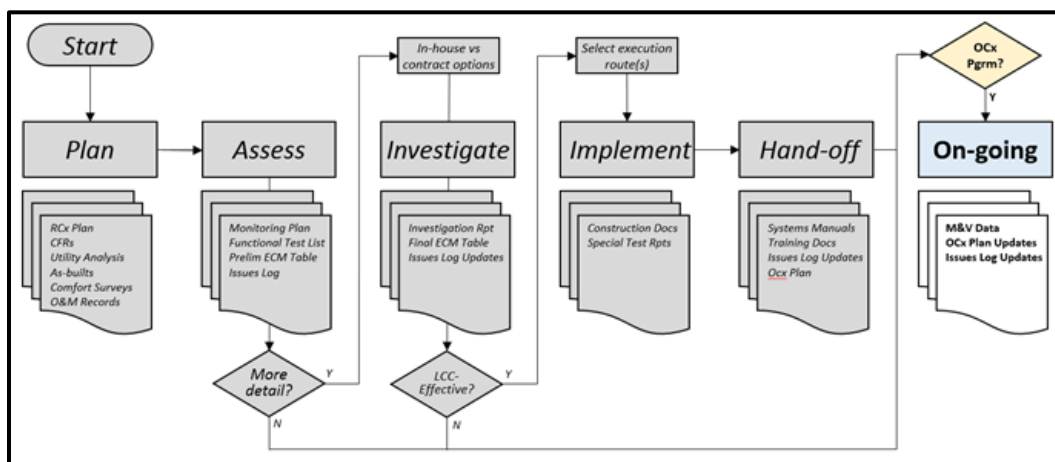 Start
In-house vs
contract options
Select execution
route(s)
OCx
Pgrm?
Y
Plan
Assess
Investigate
Implement
Hand-off
On-going
RCx Plan
CFRs
Utility Analysis
As-builts
Comfort Surveys
O&M Records
Monitoring Plan
Functional Test List
Prelim ECM Table
Issues Log
Investigation Rpt
Final ECM Table
Issues Log Updates
Construction Docs
Special Test Rpts
Systems Manuals
Training Docs
Issues Log Updates
Ocx Plan
M&V Data
OCx Plan Updates
Issues Log Updates
More
detail?
Y
N
LCC-
Effective?
Y
N